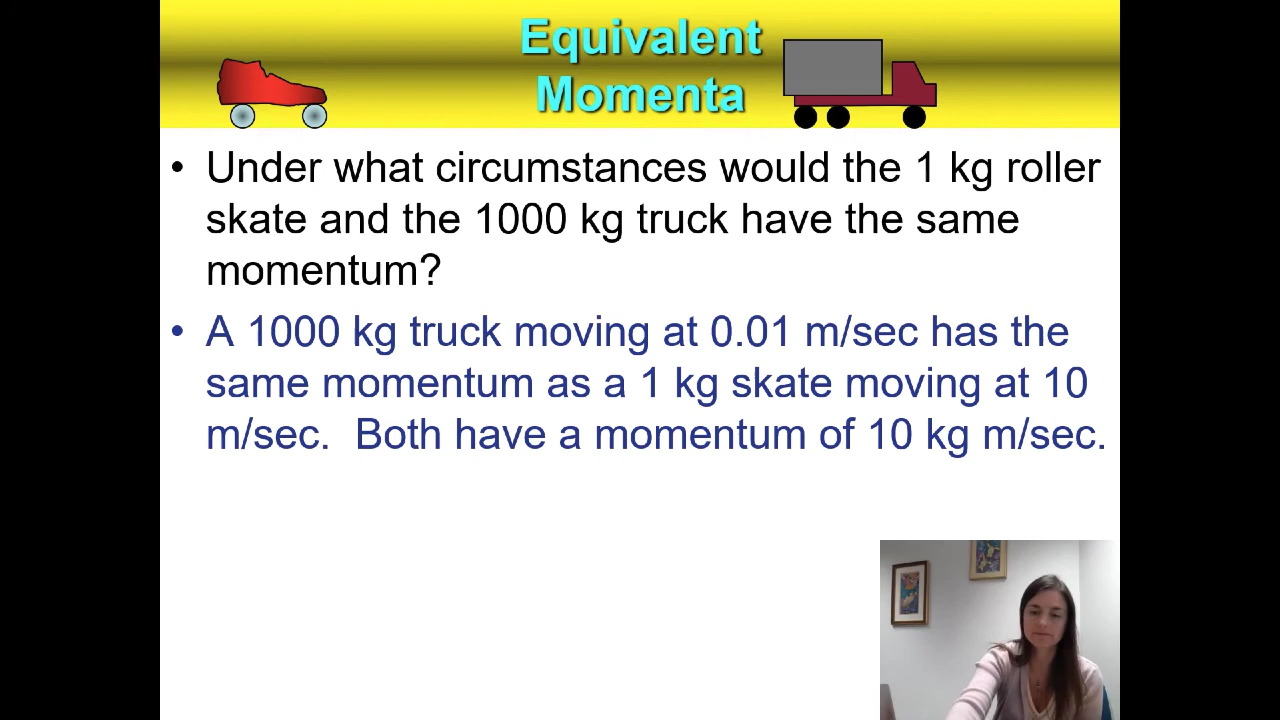 Equivalent
Momenta
• Under what circumstances would the 1 kg roller
skate and the 1000 kg truck have the same
momentum?
• A 1000 kg truck moving at 0.01 m/sec has the
same momentum as a 1 kg skate moving at 10
m/sec.  Both have a momentum of 10 kg m/sec.